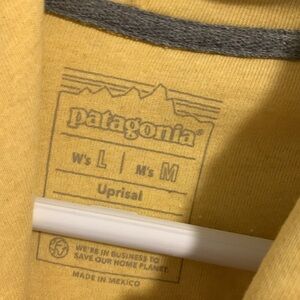 patagonia®
W's L | M's M
Uprisal
WE'RE IN BUSINESS TO
SAVE OUR HOME PLANET.
MADE IN MEXICO